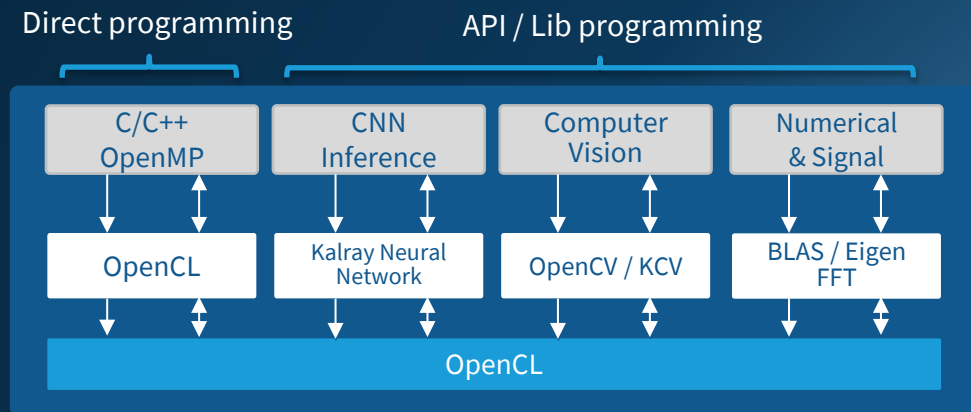 Direct programming
API / Lib programming
C/C++
OpenMP
CNN
Inference
Computer
Vision
Numerical
& Signal
OpenCL
Kalray Neural
Network
OpenCV / KCV
BLAS / Eigen
FFT
OpenCL